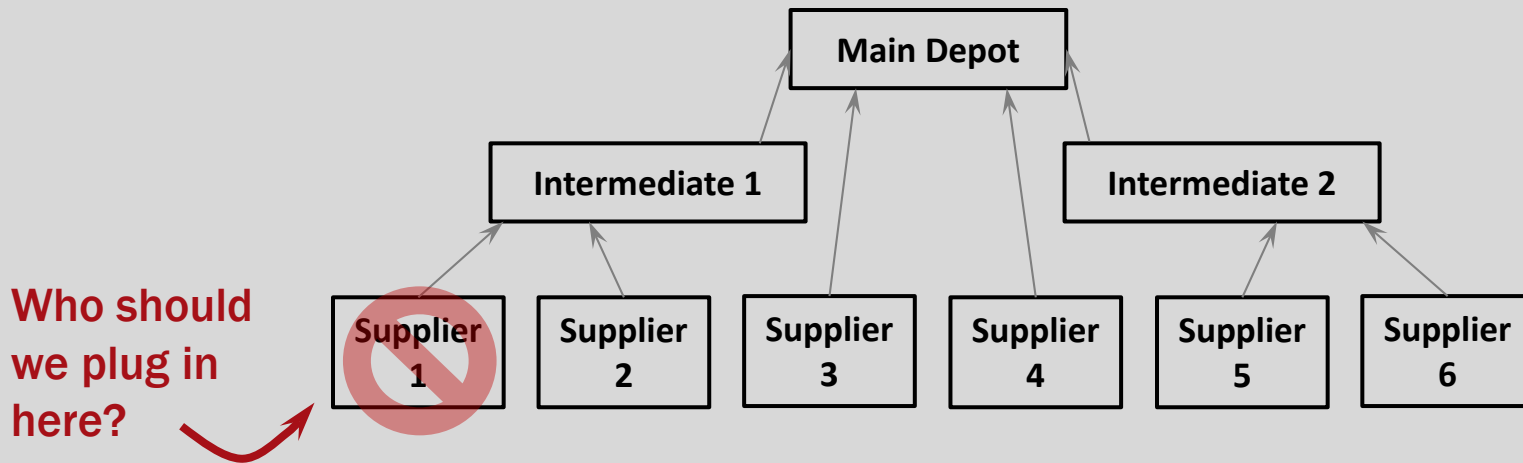 Main Depot
Intermediate 1
Intermediate 2
Who should
we plug in
here?
Supplier
1
Supplier
2
Supplier
3
Supplier
4
Supplier
5
Supplier
6